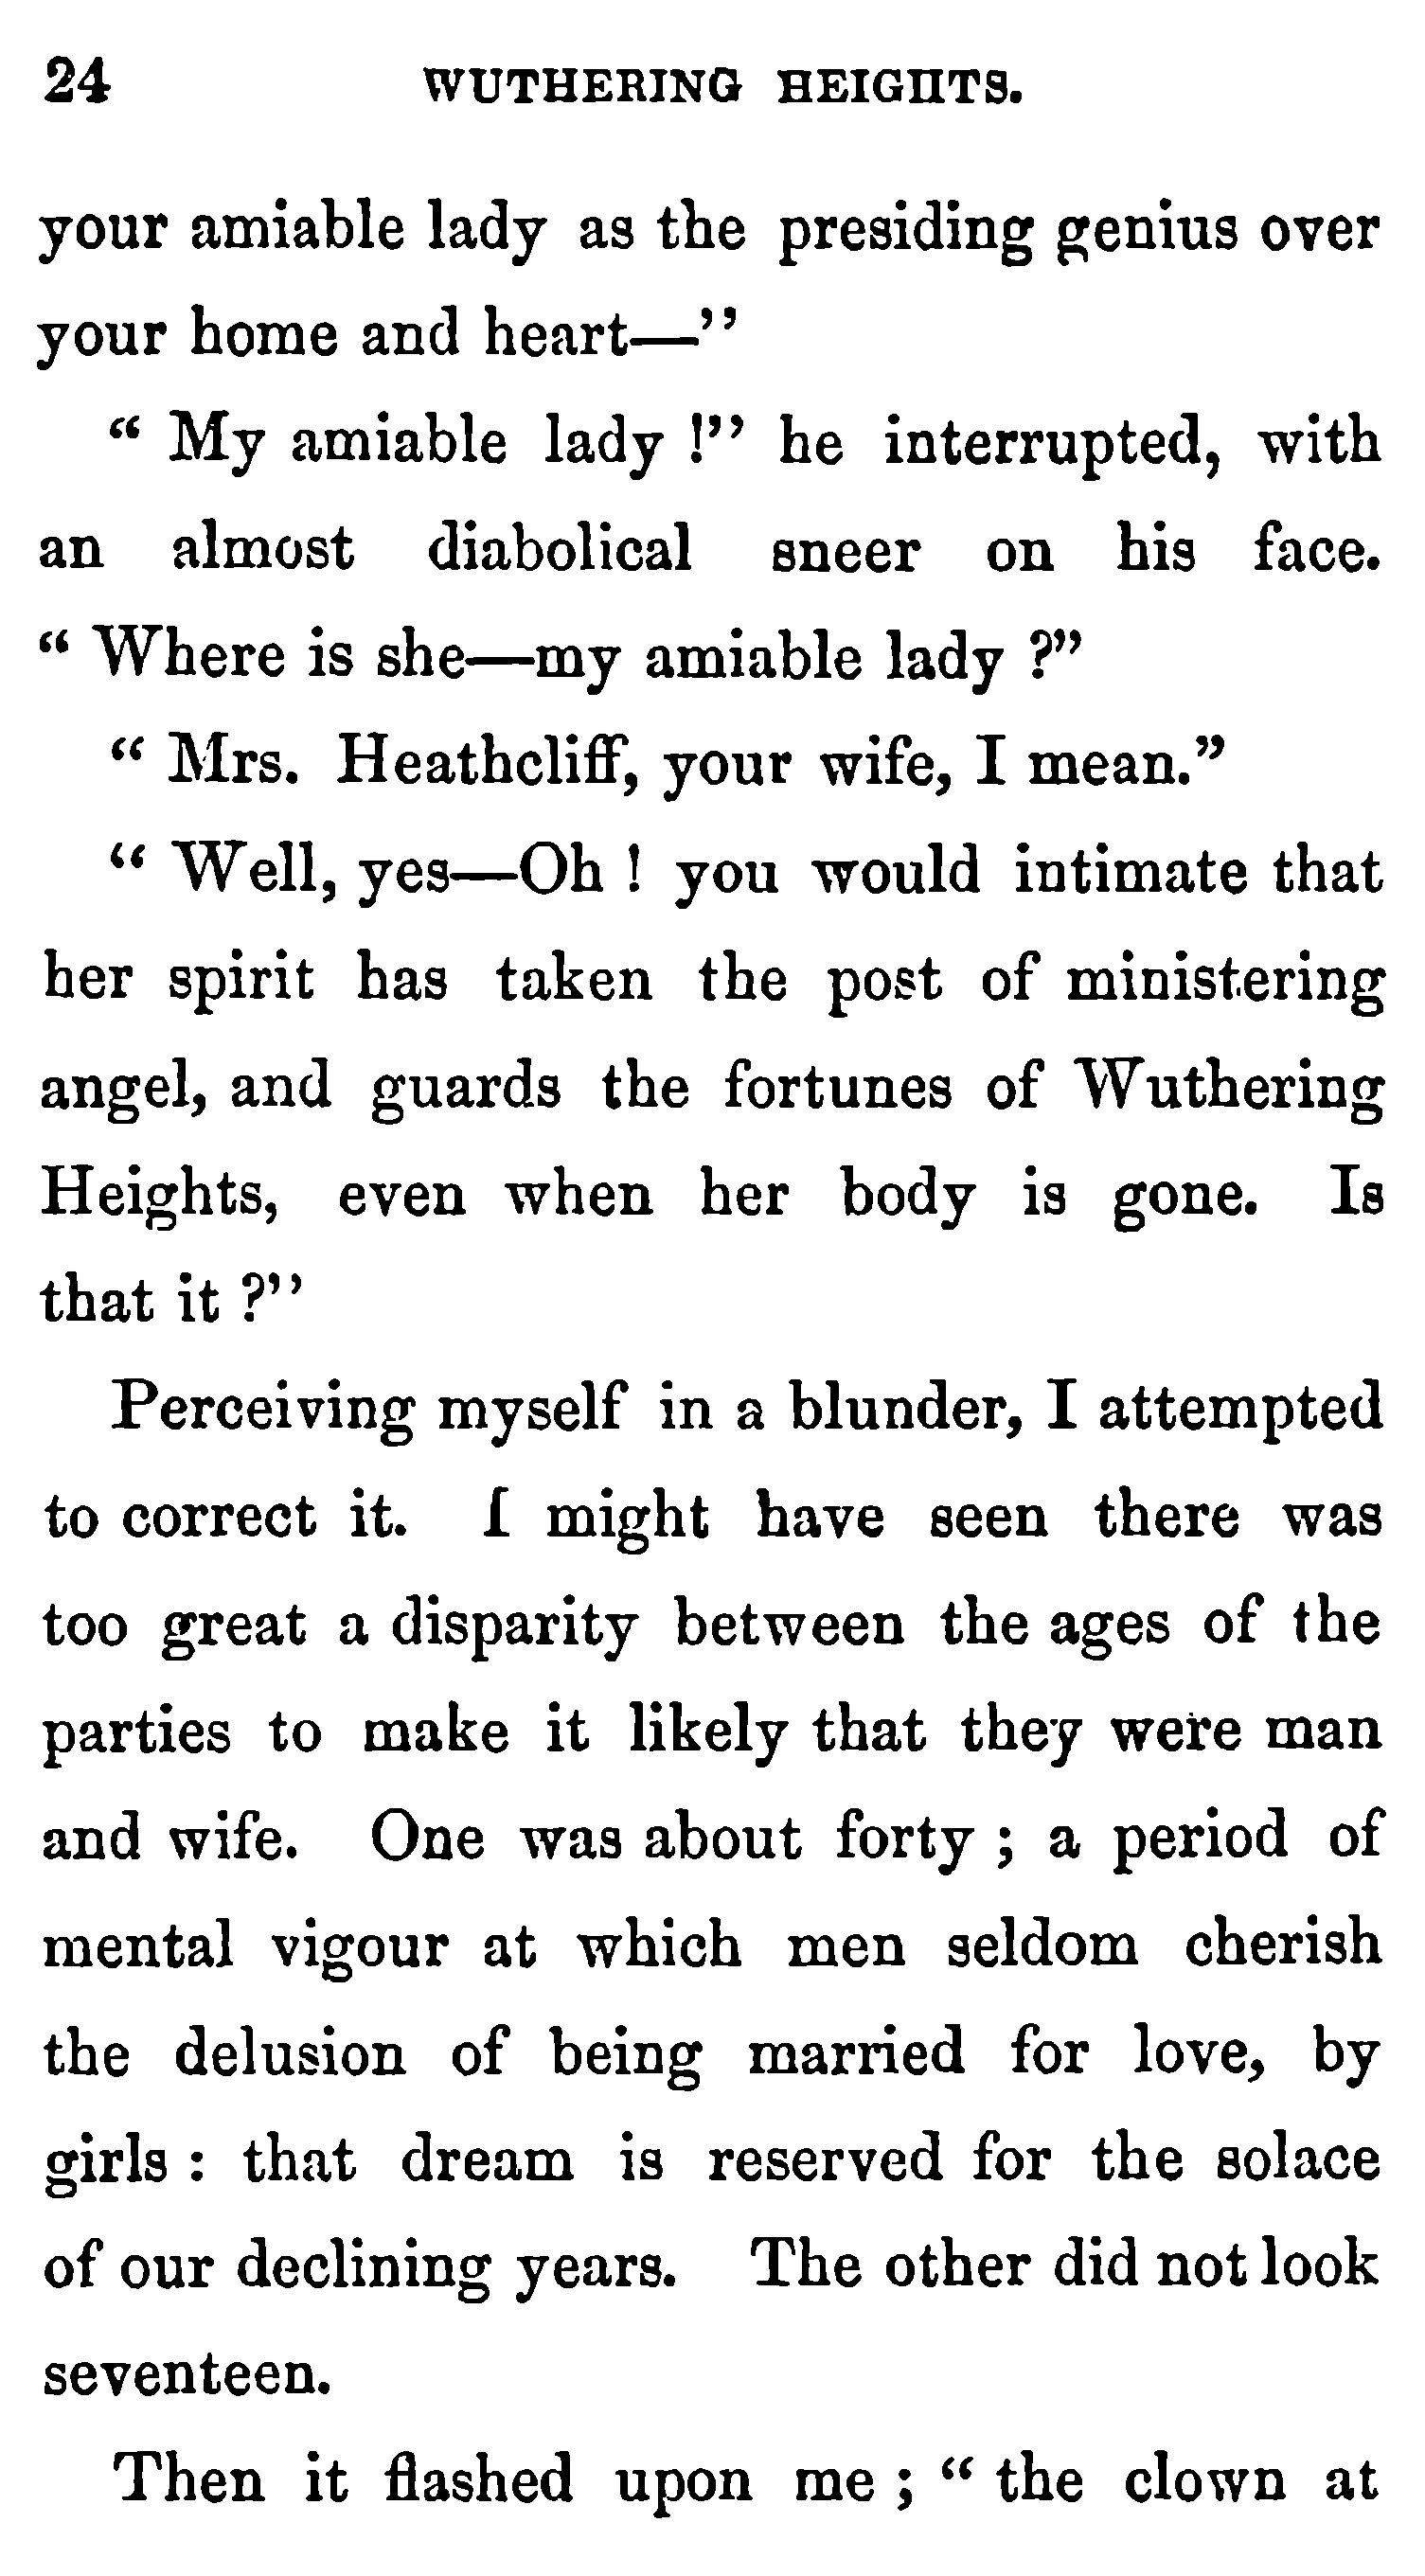 24 WUTHERING HEIGHTS.
your amiable lady as the presiding genius over
your home and heart—"
" My amiable lady !" he interrupted, with
an almost diabolical sneer on his face.
" Where is she—my amiable lady ?"
" Mrs. Heathcliff, your wife, I mean."
" Well, yes—Oh ! you would intimate that
her spirit has taken the post of ministering
angel, and guards the fortunes of Wuthering
Heights, even when her body is gone. Is
that it ?"
Perceiving myself in a blunder, I attempted
to correct it. I might have seen there was
too great a disparity between the ages of the
parties to make it likely that they were man
and wife. One was about forty ; a period of
mental vigour at which men seldom cherish
the delusion of being married for love, by
girls : that dream is reserved for the solace
of our declining years. The other did not look
seventeen.
Then it flashed upon me ; " the clown at